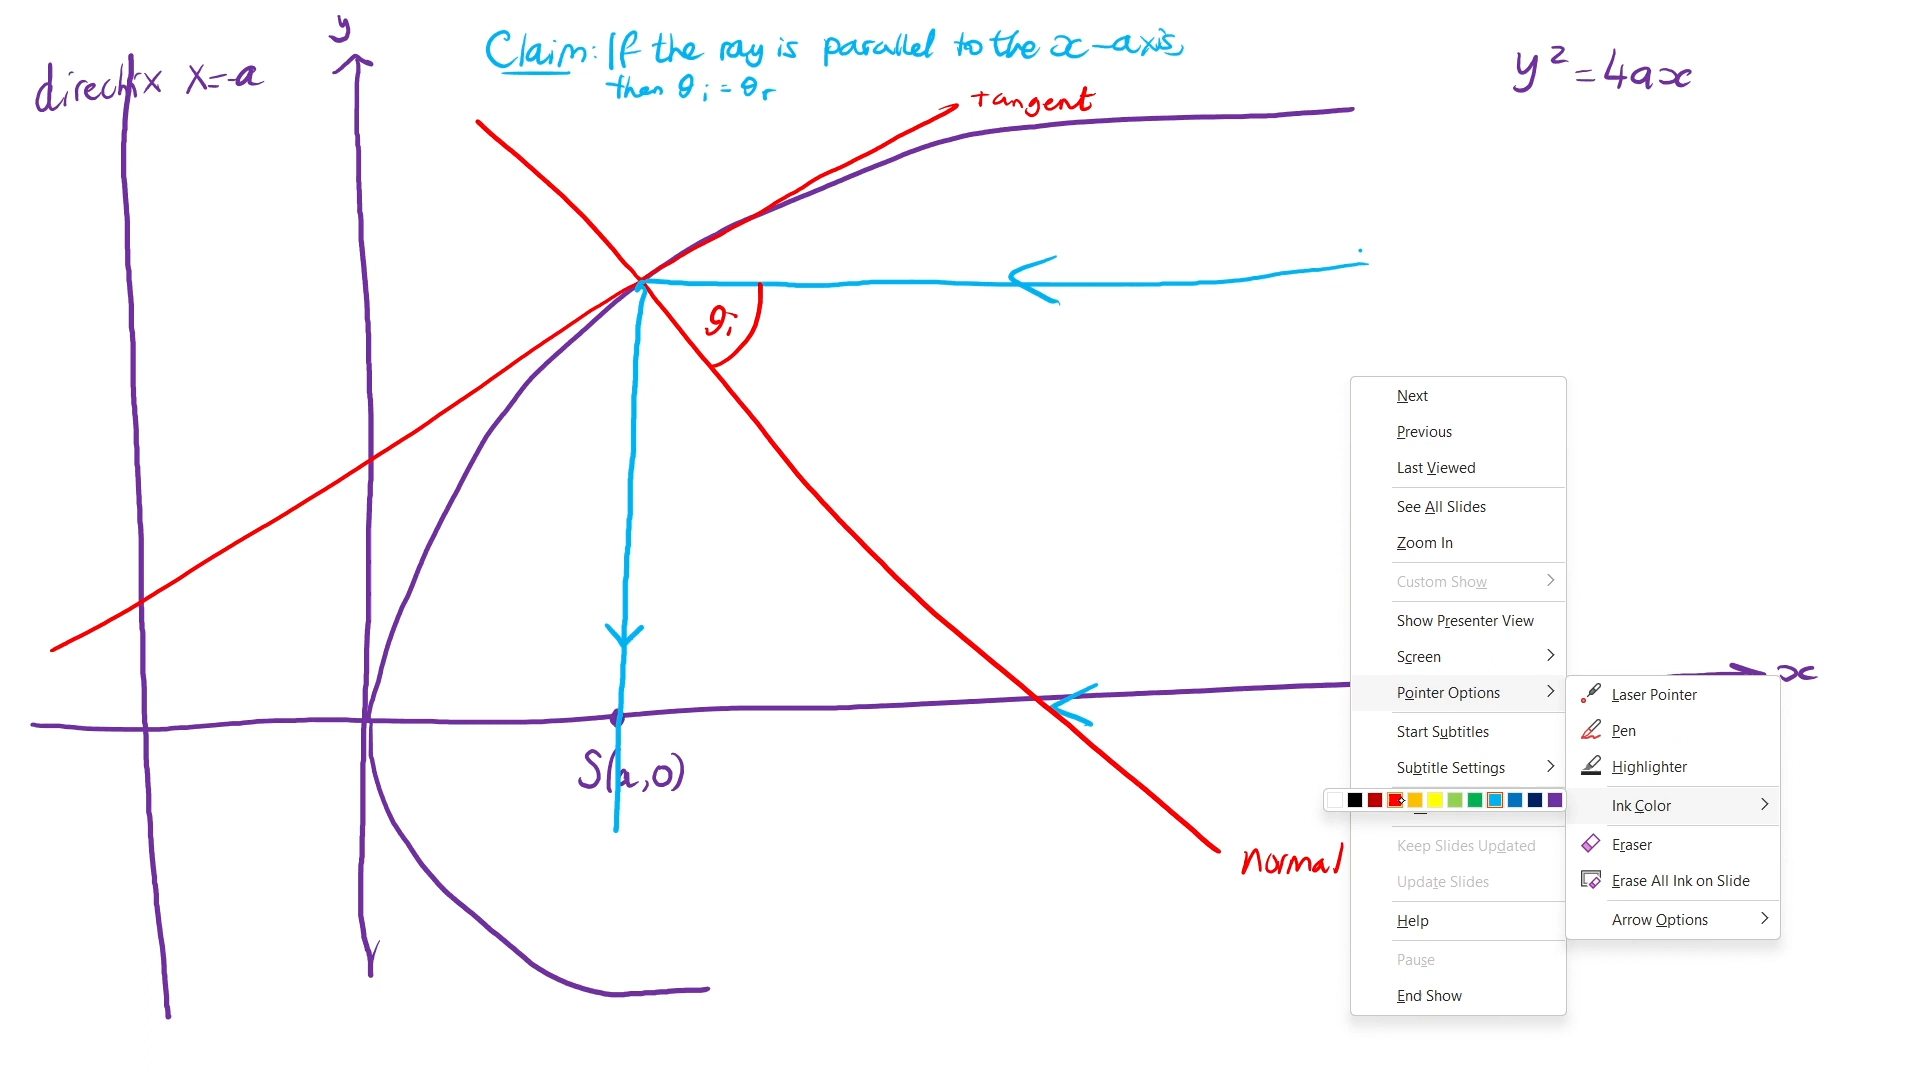 y
Claim: If the ray is parallel to the x-axis,
then θi = θr
directrix x=-a
y² = 4ax
tangent
θi
x
S(a,0)
normal
Next
Previous
Last Viewed
See All Slides
Zoom In
Custom Show
Show Presenter View
Screen
Pointer Options
Start Subtitles
Subtitle Settings
Keep Slides Updated
Update Slides
Help
Pause
End Show
Laser Pointer
Pen
Highlighter
Ink Color
Eraser
Erase All Ink on Slide
Arrow Options